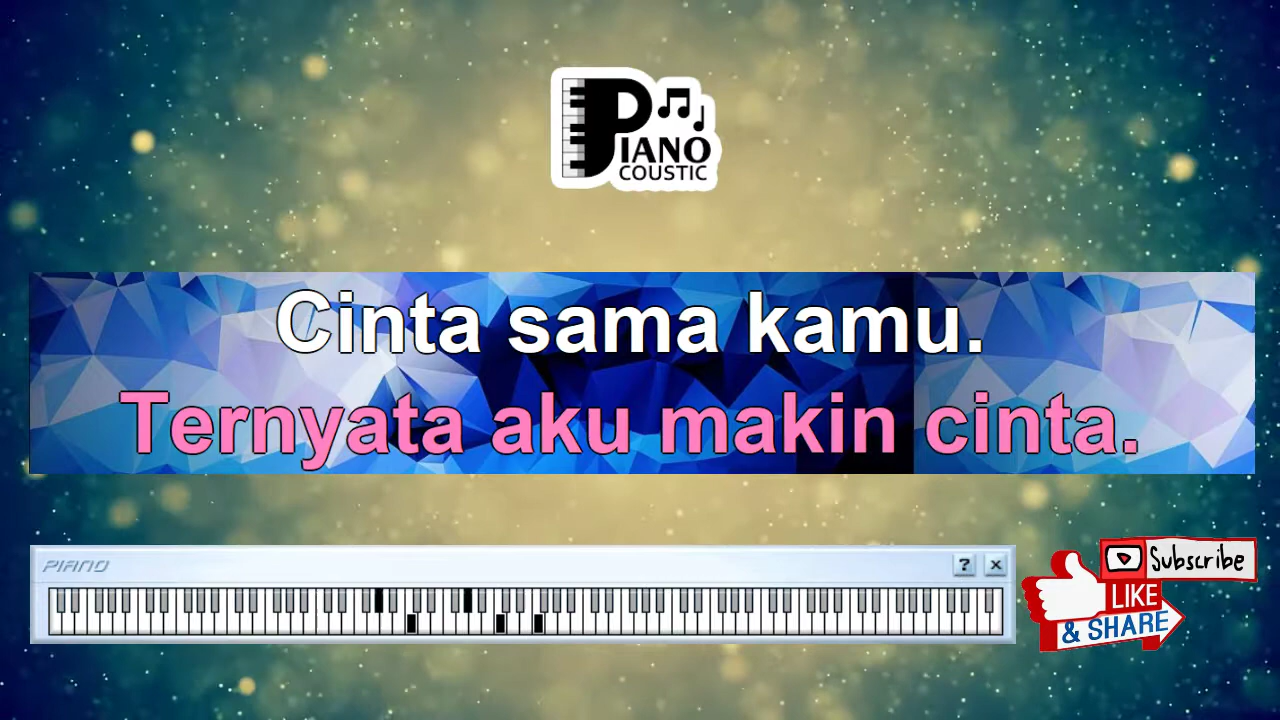 PIANO
COUSTIC
Cinta sama kamu.
Ternyata aku makin cinta.
PIANO
?
×
Subscribe
LIKE
& SHARE